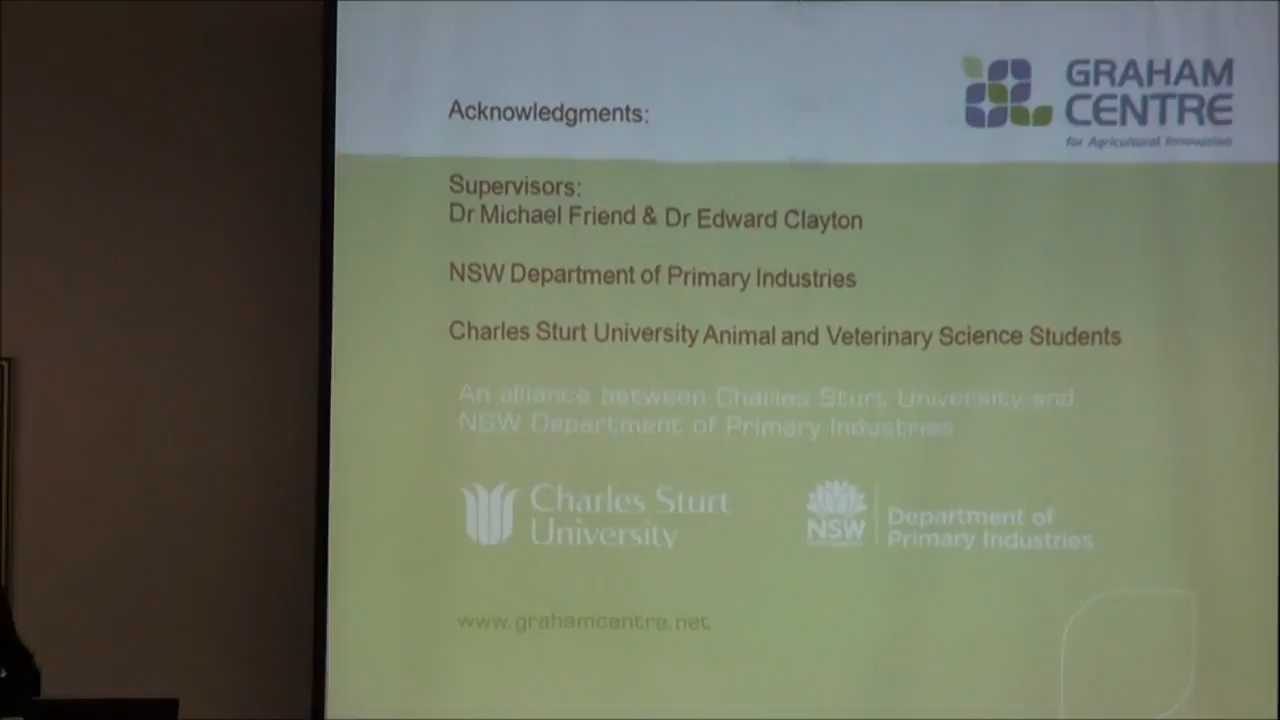 GRAHAM
CENTRE
for Agricultural Innovation
Acknowledgments:
Supervisors:
Dr Michael Friend & Dr Edward Clayton
NSW Department of Primary Industries
Charles Sturt University Animal and Veterinary Science Students
An alliance between Charles Sturt University and
NSW Department of Primary Industries
Charles Sturt
University
NSW
Department of
Primary Industries
www.grahamcentre.net